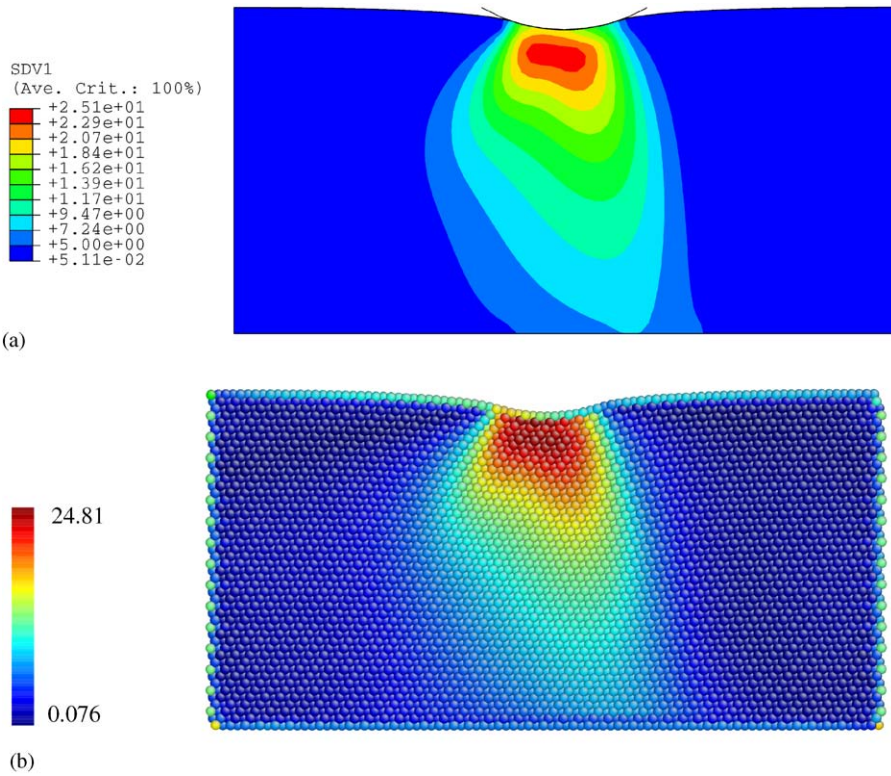 SDV1
(Ave. Crit.: 100%)
+2.51e+01
+2.29e+01
+2.07e+01
+1.84e+01
+1.62e+01
+1.39e+01
+1.17e+01
+9.47e+00
+7.24e+00
+5.00e+00
+5.11e-02
(a)
24.81
0.076
(b)